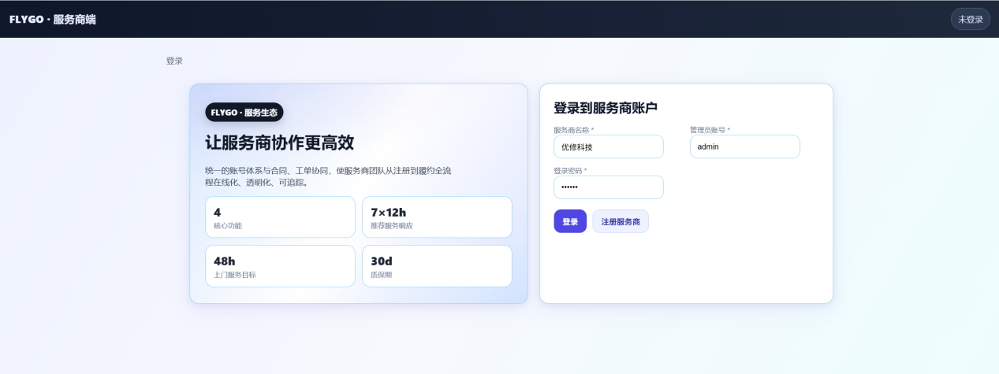 FLYGO · 服务商端
未登录
登录
FLYGO · 服务生态
让服务商协作更高效
统一的账号体系与合同、工单协同，使服务商团队从注册到履约全流
程在线化、透明化、可追踪。
4
核心功能
7×12h
推荐服务响应
48h
上门服务目标
30d
质保期
登录到服务商账户
服务商名称 *
管理员账号 *
优修科技
admin
登录密码 *
••••••
登录
注册服务商